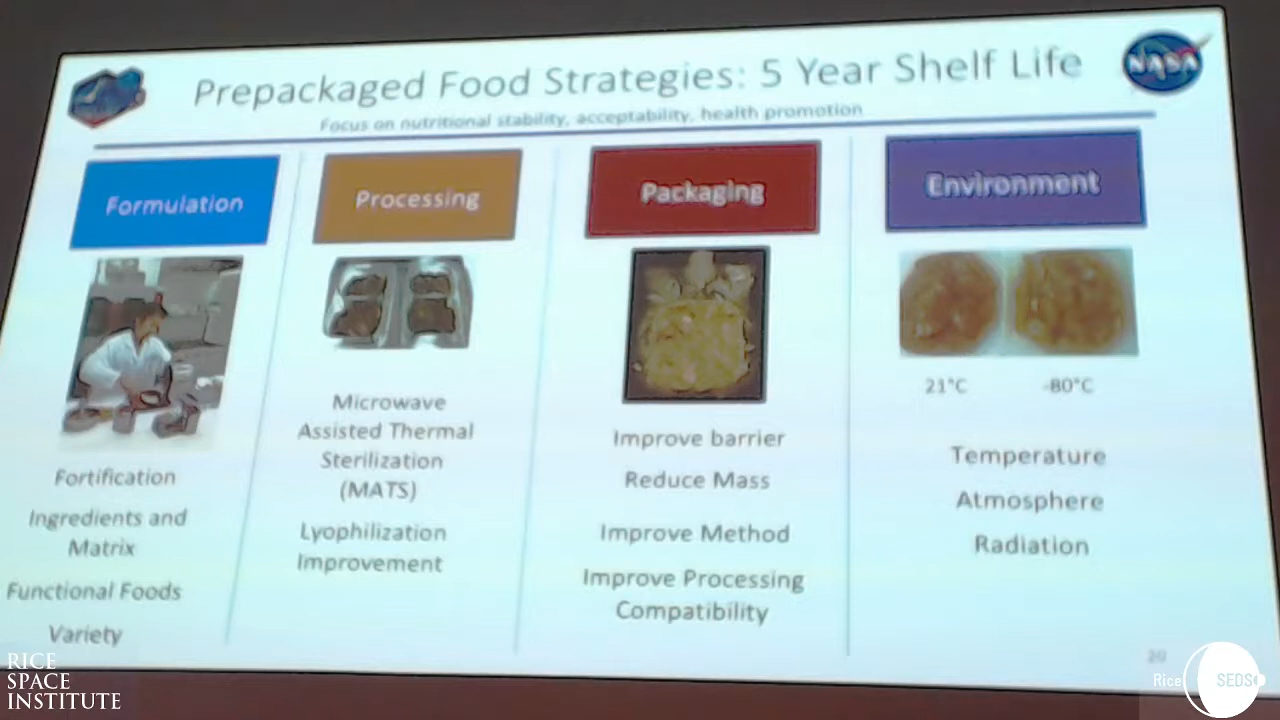 Prepackaged Food Strategies: 5 Year Shelf Life
Focus on nutritional stability, acceptability, health promotion
NASA
Formulation
Fortification
Ingredients and
Matrix
Functional Foods
Variety
Processing
Microwave
Assisted Thermal
Sterilization
(MATS)
Lyophilization
Improvement
Packaging
Improve barrier
Reduce Mass
Improve Method
Improve Processing
Compatibility
Environment
21°C -80°C
Temperature
Atmosphere
Radiation
20
RICE
SPACE
INSTITUTE
Rice SEDS